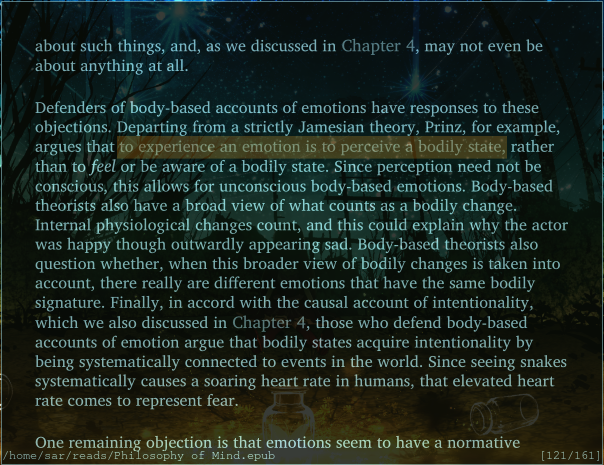 about such things, and, as we discussed in Chapter 4, may not even be
about anything at all.
Defenders of body-based accounts of emotions have responses to these
objections. Departing from a strictly Jamesian theory, Prinz, for example,
argues that to experience an emotion is to perceive a bodily state, rather
than to feel or be aware of a bodily state. Since perception need not be
conscious, this allows for unconscious body-based emotions. Body-based
theorists also have a broad view of what counts as a bodily change.
Internal physiological changes count, and this could explain why the actor
was happy though outwardly appearing sad. Body-based theorists also
question whether, when this broader view of bodily changes is taken into
account, there really are different emotions that have the same bodily
signature. Finally, in accord with the causal account of intentionality,
which we also discussed in Chapter 4, those who defend body-based
accounts of emotion argue that bodily states acquire intentionality by
being systematically connected to events in the world. Since seeing snakes
systematically causes a soaring heart rate in humans, that elevated heart
rate comes to represent fear.
One remaining objection is that emotions seem to have a normative
/home/sar/reads/Philosophy of Mind.epub [121/161]